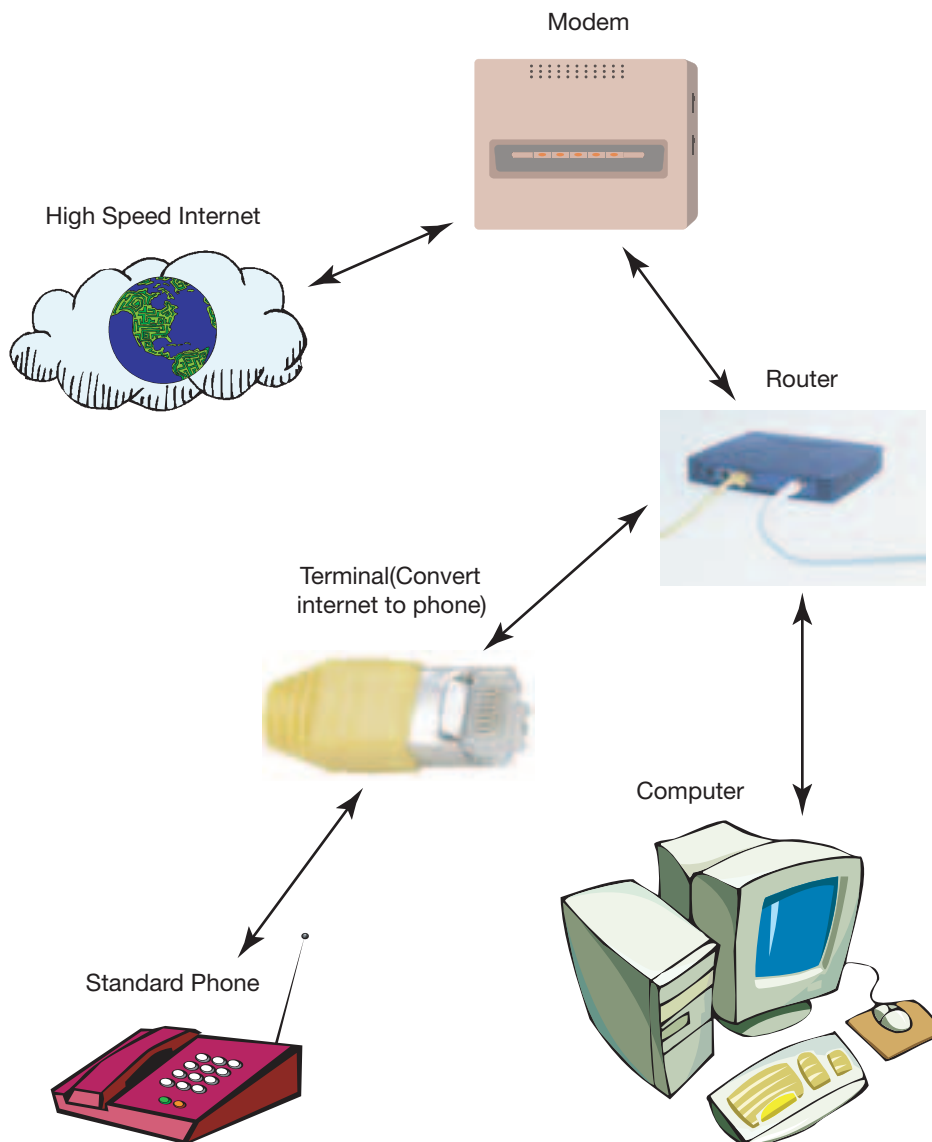 Modem
High Speed Internet
Router
Terminal(Convert
internet to phone)
Computer
Standard Phone